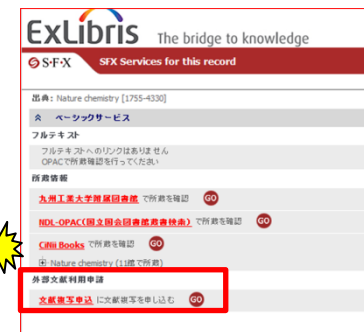 ExLibris The bridge to knowledge
S·F·X SFX Services for this record
出典: Nature chemistry [1755-4330]
ベーシックサービス
フルテキスト
フルテキストへのリンクはありません
OPACで所蔵確認を行ってください
所蔵情報
九州工業大学附属図書館 で所蔵を確認 GO
NDL-OPAC(国立国会図書館蔵書検索) で所蔵を確認 GO
CiNii Books で所蔵を確認 GO
Nature chemistry (11館で所蔵)
外部文献利用申請
文献複写申込 に文献複写を申し込む GO